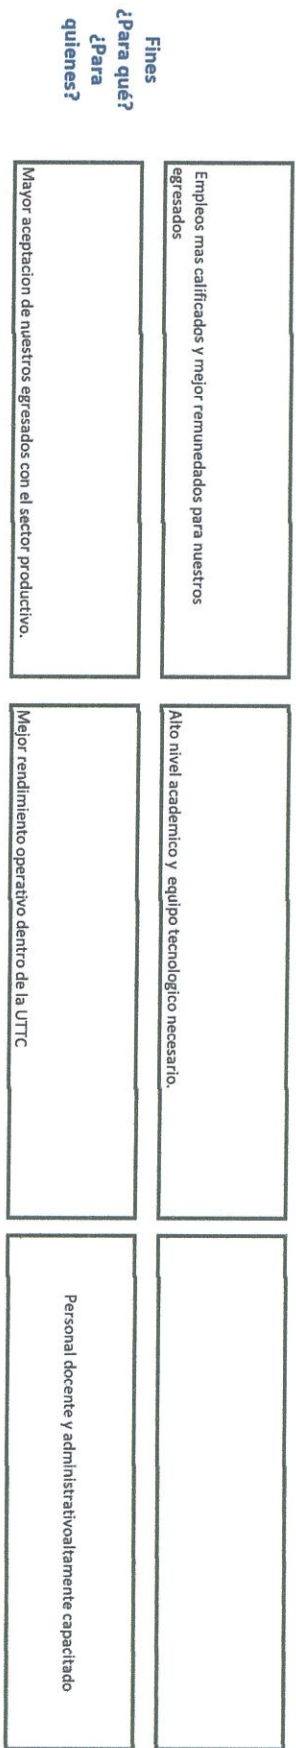 Fines
¿Para qué?
¿Para
quienes?
Empleos mas calificados y mejor remunedados para nuestros
egresados
Alto nivel academico y equipo tecnologico necesario.
Mayor aceptacion de nuestros egresados con el sector productivo.
Mejor rendimiento operativo dentro de la UTTC
Personal docente y administrativoaltamente capacitado